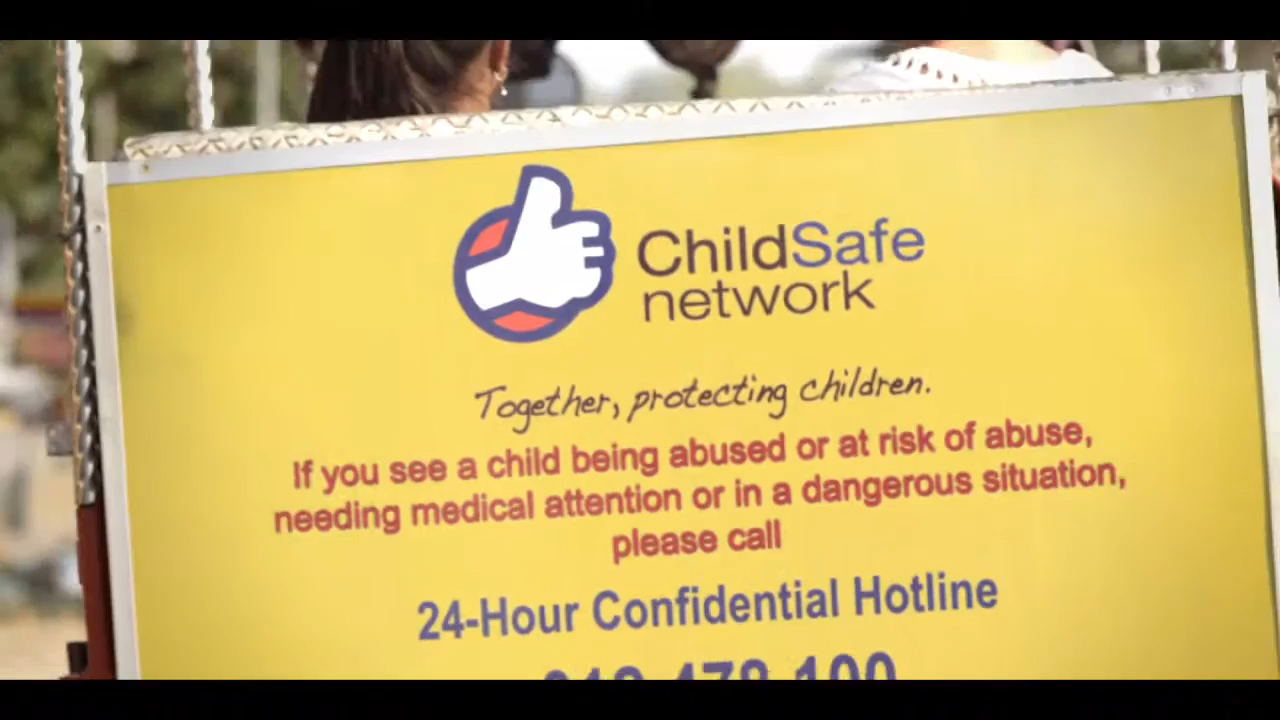 ChildSafe
network
Together, protecting children.
If you see a child being abused or at risk of abuse,
needing medical attention or in a dangerous situation,
please call
24-Hour Confidential Hotline